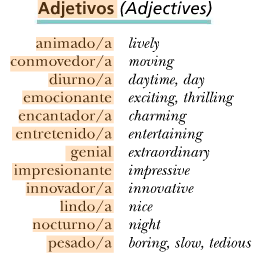 Adjetivos (Adjectives)
animado/a lively
conmovedor/a moving
diurno/a daytime, day
emocionante exciting, thrilling
encantador/a charming
entretenido/a entertaining
genial extraordinary
impresionante impressive
innovador/a innovative
lindo/a nice
nocturno/a night
pesado/a boring, slow, tedious